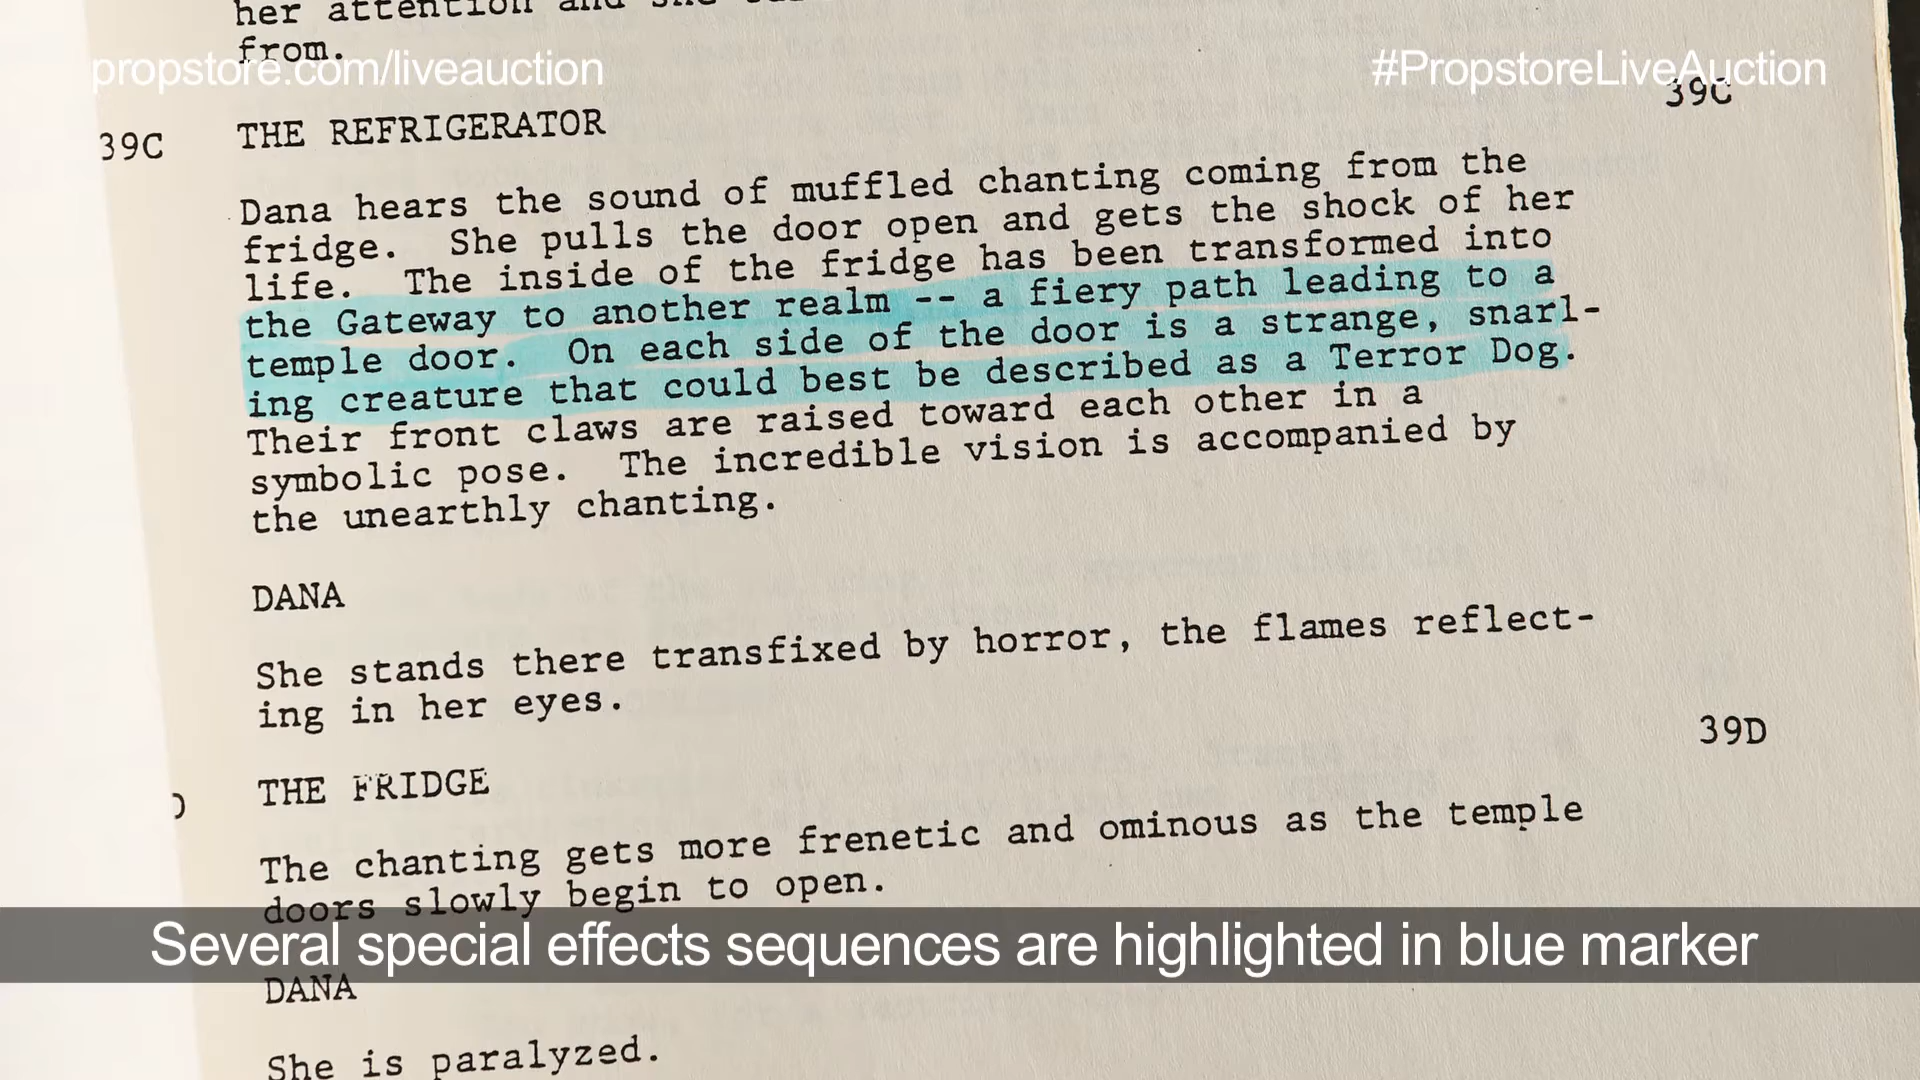 her attention and she
from.
propstore.com/liveauction
#PropstoreLiveAuction
39C THE REFRIGERATOR 39C
Dana hears the sound of muffled chanting coming from the
fridge. She pulls the door open and gets the shock of her
life. The inside of the fridge has been transformed into
the Gateway to another realm -- a fiery path leading to a
temple door. On each side of the door is a strange, snarl-
ing creature that could best be described as a Terror Dog.
Their front claws are raised toward each other in a
symbolic pose. The incredible vision is accompanied by
the unearthly chanting.
DANA
She stands there transfixed by horror, the flames reflect-
ing in her eyes.
THE FRIDGE 39D
The chanting gets more frenetic and ominous as the temple
doors slowly begin to open.
Several special effects sequences are highlighted in blue marker
DANA
She is paralyzed.